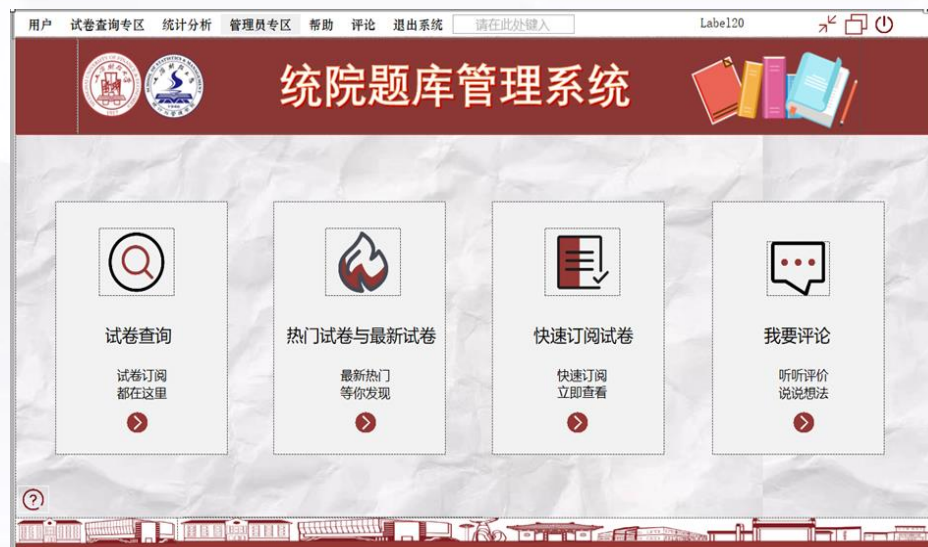 用户 试卷查询专区 统计分析 管理员专区 帮助 评论 退出系统 请在此处键入 Label20
统院题库管理系统
试卷查询
试卷订阅
都在这里
热门试卷与最新试卷
最新热门
等你发现
快速订阅试卷
快速订阅
立即查看
我要评论
听听评价
说说想法